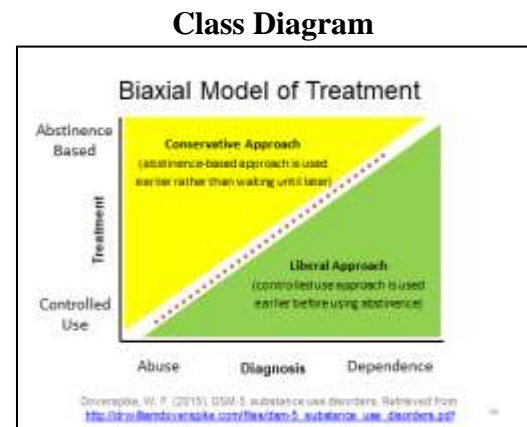 Class Diagram
Biaxial Model of Treatment
Abstinence
Based
Conservative Approach
(abstinence-based approach is used
earlier rather than waiting until later)
Treatment
Liberal Approach
(controlled use approach is used
earlier before using abstinence)
Controlled
Use
Abuse Diagnosis Dependence
Doverspike, W. F. (2015). DSM-5 substance use disorders. Retrieved from
http://drwilliamdoverspike.com/files/dsm-5_substance_use_disorders.pdf